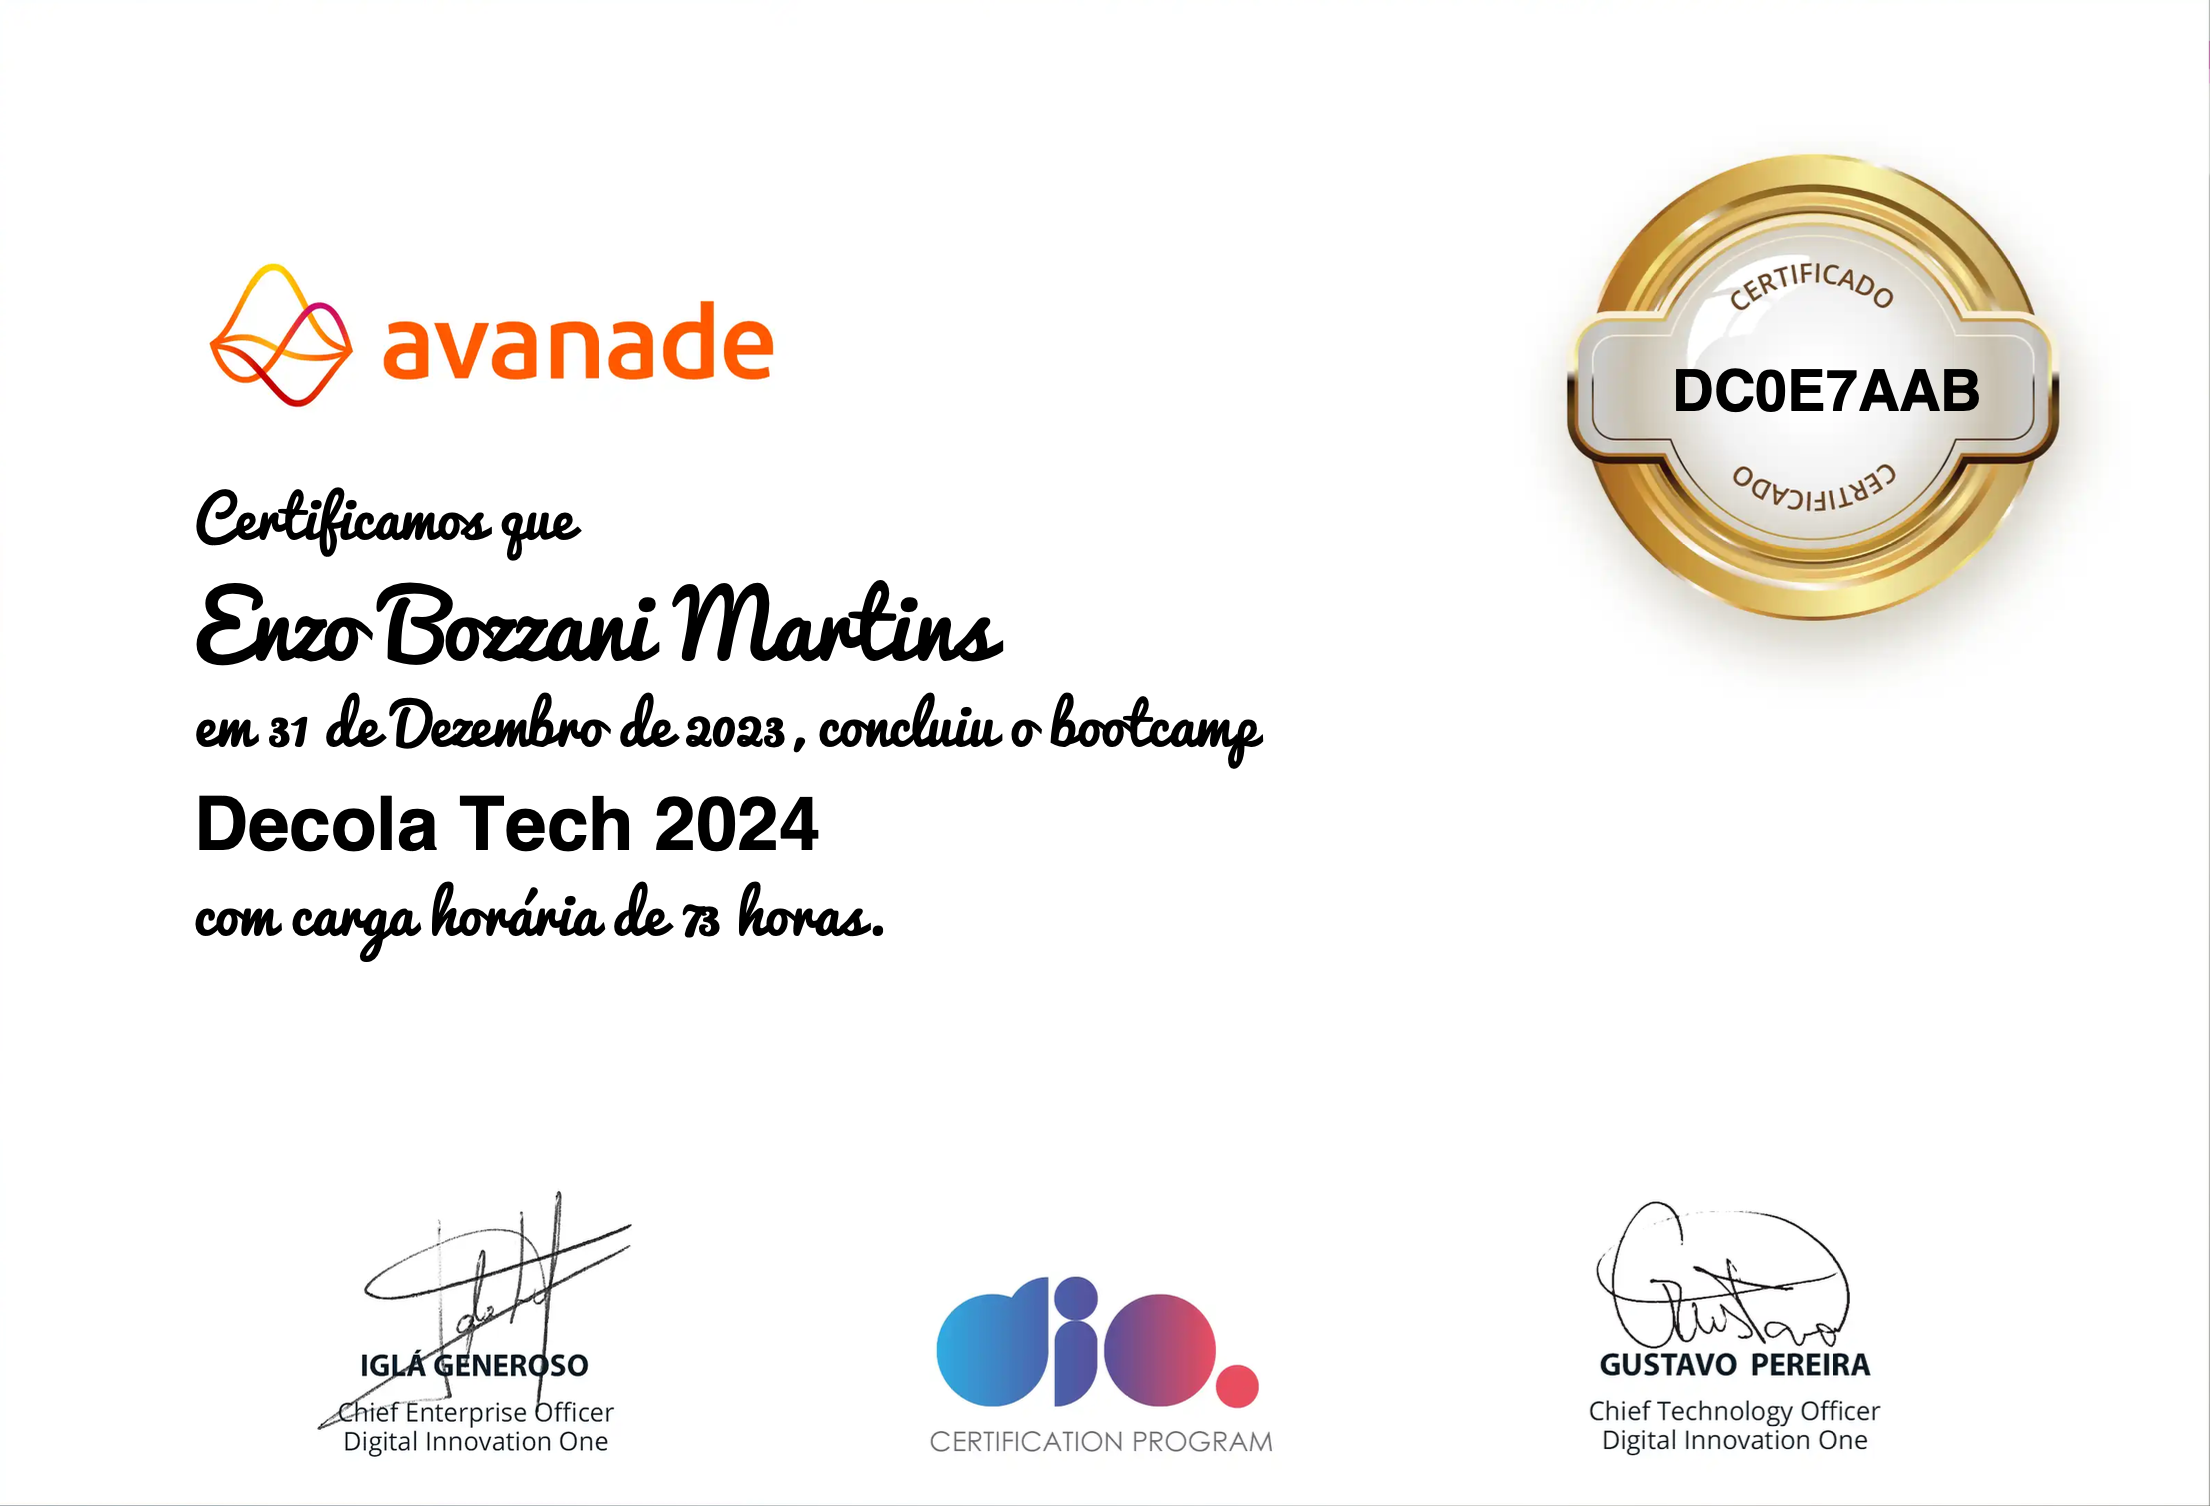 avanade
CERTIFICADO
DC0E7AAB
CERTIFICADO
Certificamos que
Enzo Bozzani Martins
em 31 de Dezembro de 2023, concluiu o bootcamp
Decola Tech 2024
com carga horária de 73 horas.
IGLÁ GENEROSO
Chief Enterprise Officer
Digital Innovation One
dio.
CERTIFICATION PROGRAM
Gustavo
GUSTAVO PEREIRA
Chief Technology Officer
Digital Innovation One